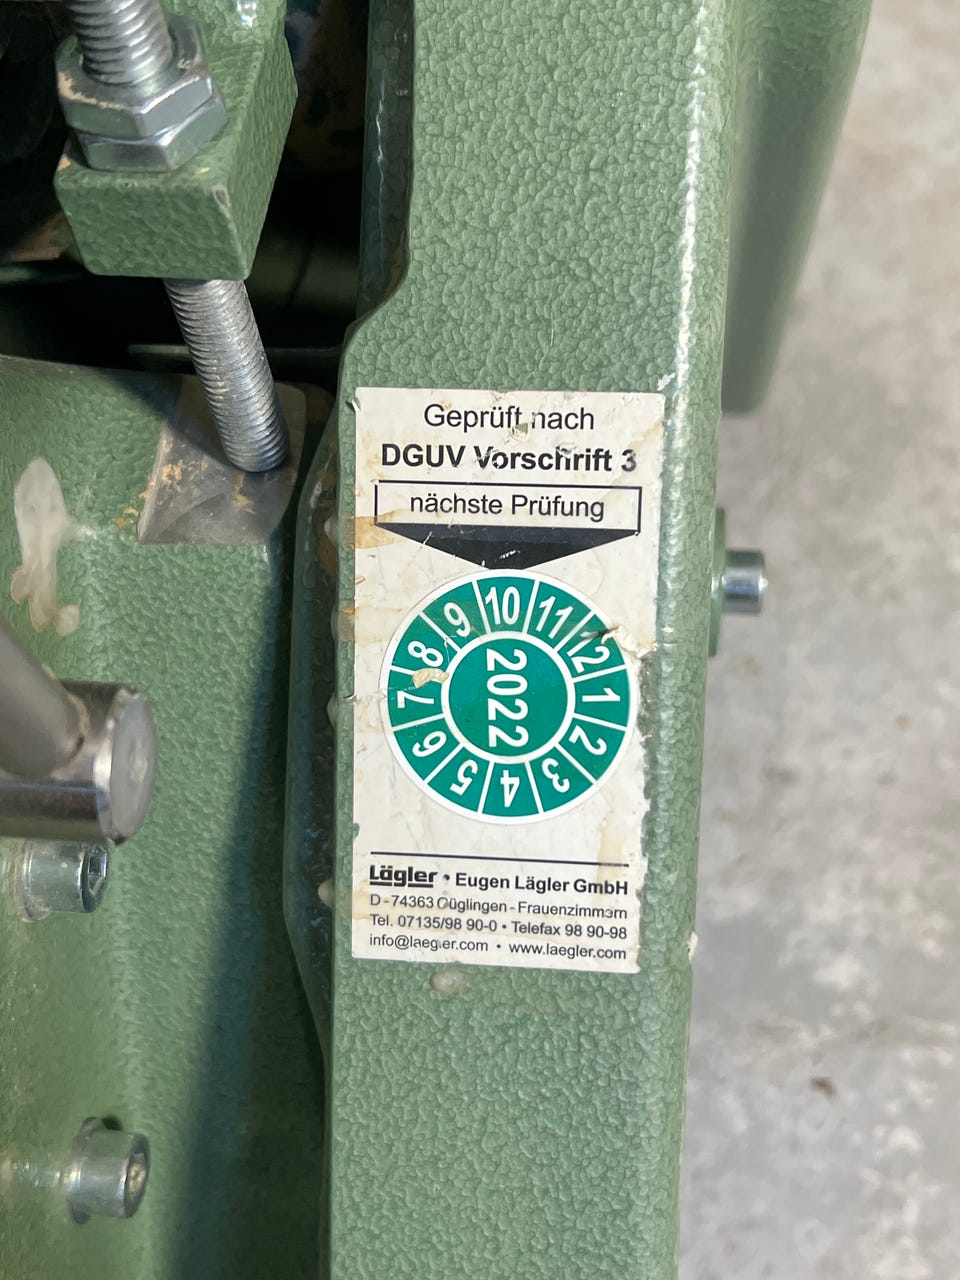 Geprüft nach
DGUV Vorschrift 3
nächste Prüfung
10
11
12
1
2
3
4
5
6
7
8
9
2022
Lägler • Eugen Lägler GmbH
D - 74363 Güglingen - Frauenzimmern
Tel. 07135/98 90-0 • Telefax 98 90-98
info@laegler.com • www.laegler.com